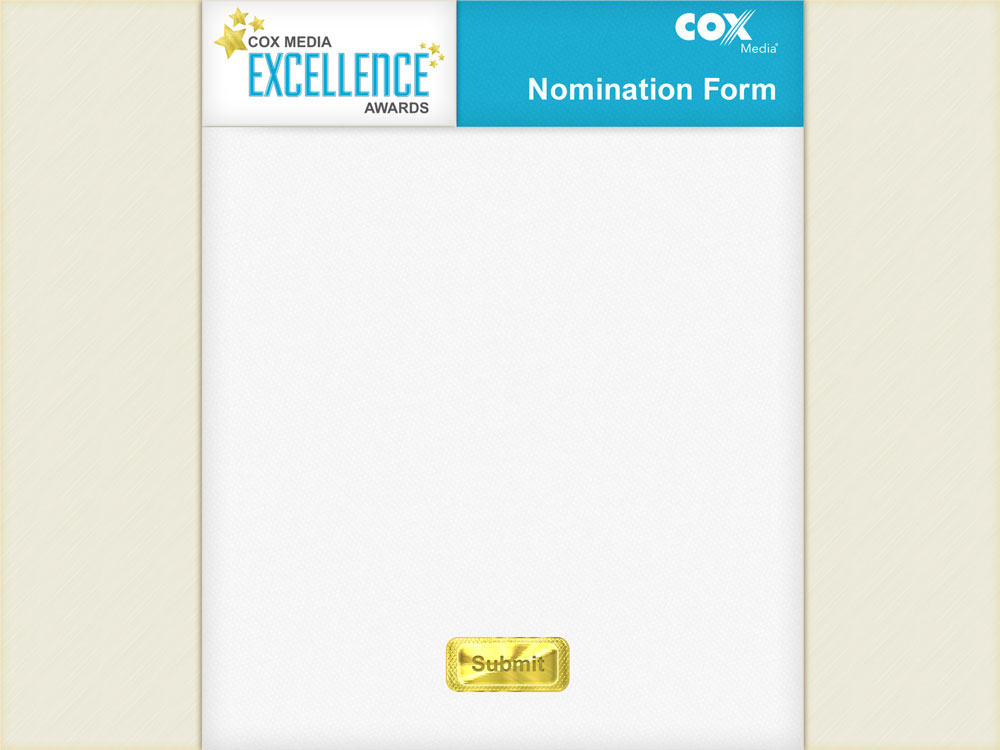 COX MEDIA
EXCELLENCE
AWARDS
COX
Media®
Nomination Form
Submit